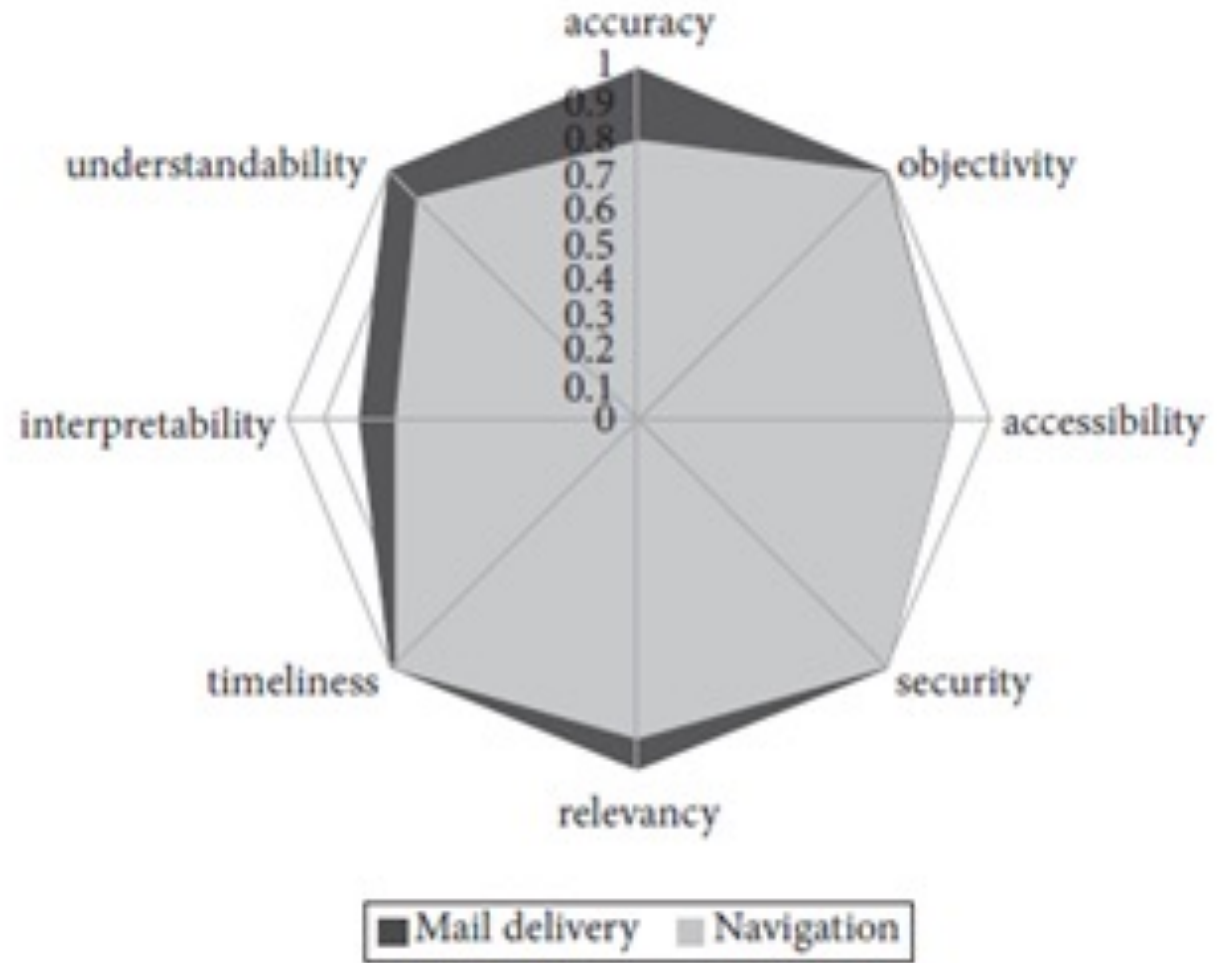 accuracy
1
0.9
0.8
0.7
0.6
0.5
0.4
0.3
0.2
0.1
0
understandability
objectivity
interpretability
accessibility
timeliness
security
relevancy
Mail delivery
Navigation